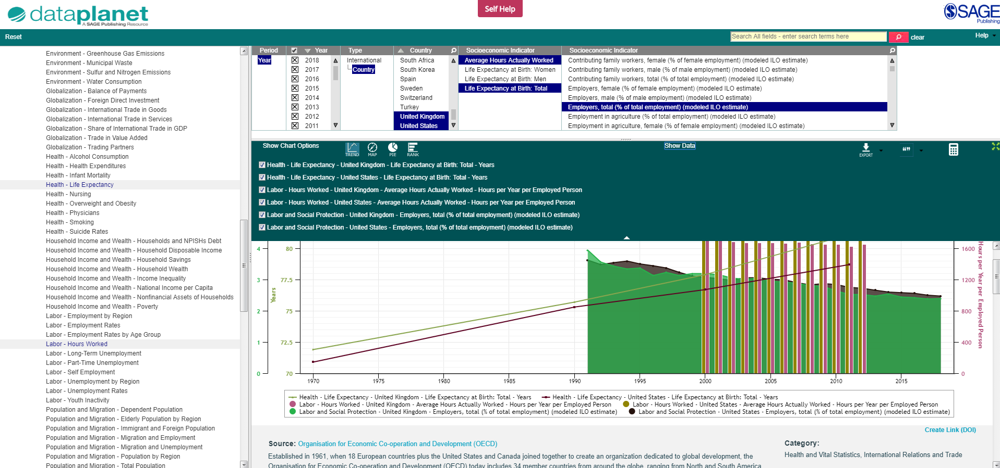 dataplanet
A SAGE Publishing Resource
Self Help
SAGE
Publishing
Reset
Search All fields - enter search terms here
clear
Help
Environment - Greenhouse Gas Emissions
Environment - Municipal Waste
Environment - Sulfur and Nitrogen Emissions
Environment - Water Consumption
Globalization - Balance of Payments
Globalization - Foreign Direct Investment
Globalization - International Trade in Goods
Globalization - International Trade in Services
Globalization - Share of International Trade in GDP
Globalization - Trade in Value Added
Globalization - Trading Partners
Health - Alcohol Consumption
Health - Health Expenditures
Health - Infant Mortality
Health - Life Expectancy
Health - Nursing
Health - Overweight and Obesity
Health - Physicians
Health - Smoking
Health - Suicide Rates
Household Income and Wealth - Households and NPISHs Debt
Household Income and Wealth - Household Disposable Income
Household Income and Wealth - Household Savings
Household Income and Wealth - Household Wealth
Household Income and Wealth - Income Inequality
Household Income and Wealth - National Income per Capita
Household Income and Wealth - Nonfinancial Assets of Households
Household Income and Wealth - Poverty
Labor - Employment by Region
Labor - Employment Rates
Labor - Employment Rates by Age Group
Labor - Hours Worked
Labor - Long-Term Unemployment
Labor - Part-Time Unemployment
Labor - Self Employment
Labor - Unemployment by Region
Labor - Unemployment Rates
Labor - Youth Inactivity
Population and Migration - Dependent Population
Population and Migration - Elderly Population by Region
Population and Migration - Immigrant and Foreign Population
Population and Migration - Migration and Employment
Population and Migration - Migration and Unemployment
Population and Migration - Population by Region
Population and Migration - Total Population
Period
Year
Year
2018
2017
2016
2015
2014
2013
2012
2011
Type
International
Country
Country
South Africa
South Korea
Spain
Sweden
Switzerland
Turkey
United Kingdom
United States
Socioeconomic Indicator
Average Hours Actually Worked
Life Expectancy at Birth: Women
Life Expectancy at Birth: Men
Life Expectancy at Birth: Total
Socioeconomic Indicator
Contributing family workers, female (% of female employment) (modeled ILO estimate)
Contributing family workers, male (% of male employment) (modeled ILO estimate)
Contributing family workers, total (% of total employment) (modeled ILO estimate)
Employers, female (% of female employment) (modeled ILO estimate)
Employers, male (% of male employment) (modeled ILO estimate)
Employers, total (% of total employment) (modeled ILO estimate)
Employment in agriculture (% of total employment) (modeled ILO estimate)
Employment in agriculture, female (% of female employment) (modeled ILO estimate)
Show Chart Options
TREND
MAP
PIE
RANK
Show Data
EXPORT
Health - Life Expectancy - United Kingdom - Life Expectancy at Birth: Total - Years
Health - Life Expectancy - United States - Life Expectancy at Birth: Total - Years
Labor - Hours Worked - United Kingdom - Average Hours Actually Worked - Hours per Year per Employed Person
Labor - Hours Worked - United States - Average Hours Actually Worked - Hours per Year per Employed Person
Labor and Social Protection - United Kingdom - Employers, total (% of total employment) (modeled ILO estimate)
Labor and Social Protection - United States - Employers, total (% of total employment) (modeled ILO estimate)
4
3
2
1
0
Years
80
77.5
75
72.5
70
1600
1200
800
400
0
Hours per Year per Employed Person
1970 1975 1980 1985 1990 1995 2000 2005 2010 2015
Health - Life Expectancy - United Kingdom - Life Expectancy at Birth: Total - Years
Health - Life Expectancy - United States - Life Expectancy at Birth: Total - Years
Labor - Hours Worked - United Kingdom - Average Hours Actually Worked - Hours per Year per Employed Person
Labor - Hours Worked - United States - Average Hours Actually Worked - Hours per Year per Employed Person
Labor and Social Protection - United Kingdom - Employers, total (% of total employment) (modeled ILO estimate)
Labor and Social Protection - United States - Employers, total (% of total employment) (modeled ILO estimate)
Create Link (DOI)
Source: Organisation for Economic Co-operation and Development (OECD)
Established in 1961, when 18 European countries plus the United States and Canada joined together to create an organization dedicated to global development, the
Organisation for Economic Co-operation and Development (OECD) today includes 34 member countries from around the globe, ranging from North and South America
Category:
Health and Vital Statistics, International Relations and Trade